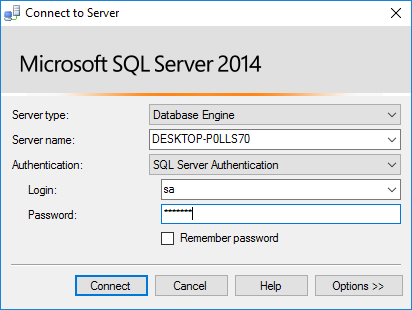 Connect to Server
Microsoft SQL Server 2014
Server type: Database Engine
Server name: DESKTOP-P0LLS70
Authentication: SQL Server Authentication
Login: sa
Password: *******
Remember password
Connect Cancel Help Options >>